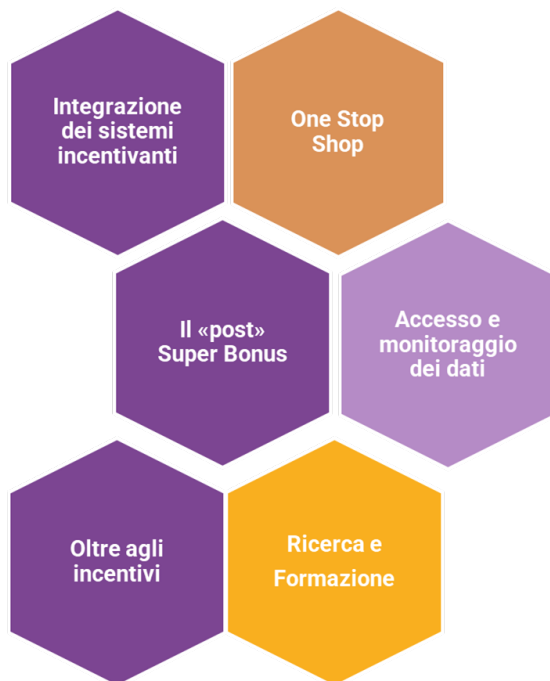 Integrazione
dei sistemi
incentivanti
One Stop
Shop
Il «post»
Super Bonus
Accesso e
monitoraggio
dei dati
Oltre agli
incentivi
Ricerca e
Formazione